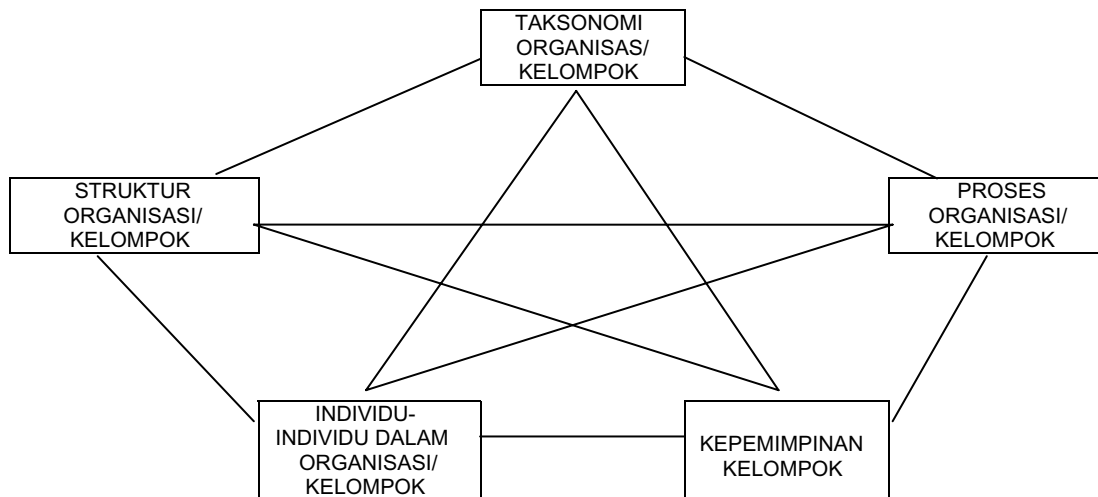 TAKSONOMI
ORGANISAS/
KELOMPOK
STRUKTUR
ORGANISASI/
KELOMPOK
PROSES
ORGANISASI/
KELOMPOK
INDIVIDU-
INDIVIDU DALAM
ORGANISASI/
KELOMPOK
KEPEMIMPINAN
KELOMPOK